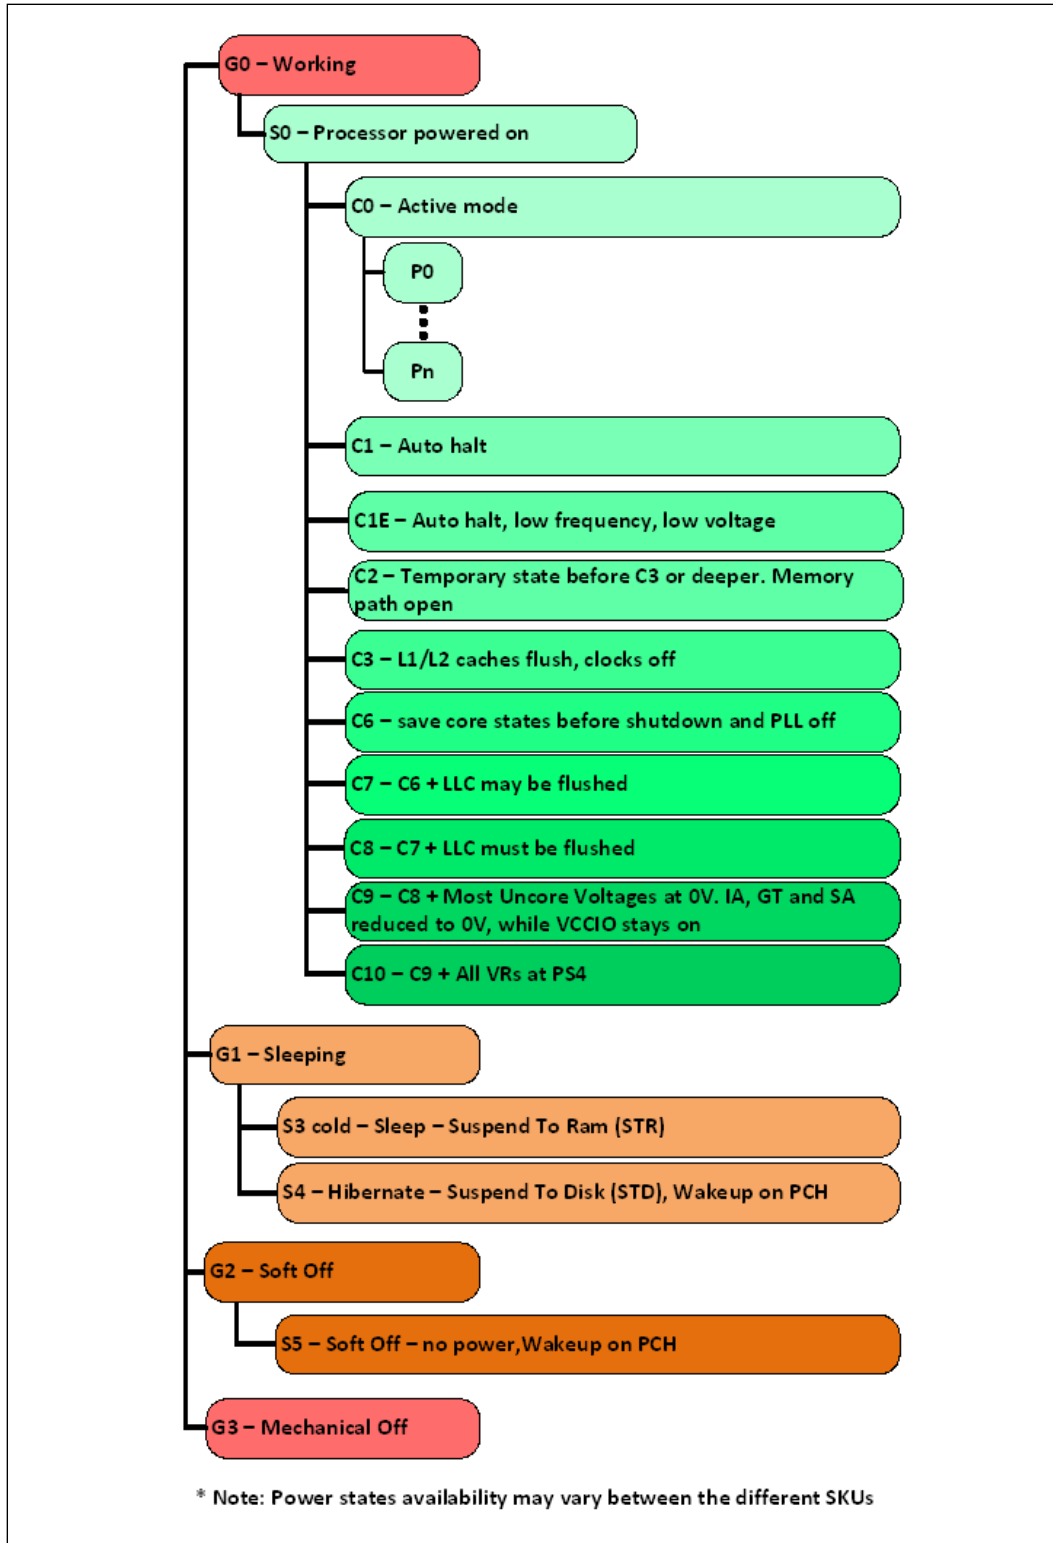 G0 – Working
S0 – Processor powered on
C0 – Active mode
P0
Pn
C1 – Auto halt
C1E – Auto halt, low frequency, low voltage
C2 – Temporary state before C3 or deeper. Memory
path open
C3 – L1/L2 caches flush, clocks off
C6 – save core states before shutdown and PLL off
C7 – C6 + LLC may be flushed
C8 – C7 + LLC must be flushed
C9 – C8 + Most Uncore Voltages at 0V. IA, GT and SA
reduced to 0V, while VCCIO stays on
C10 – C9 + All VRs at PS4
G1 – Sleeping
S3 cold – Sleep – Suspend To Ram (STR)
S4 – Hibernate – Suspend To Disk (STD), Wakeup on PCH
G2 – Soft Off
S5 – Soft Off – no power,Wakeup on PCH
G3 – Mechanical Off
* Note: Power states availability may vary between the different SKUs